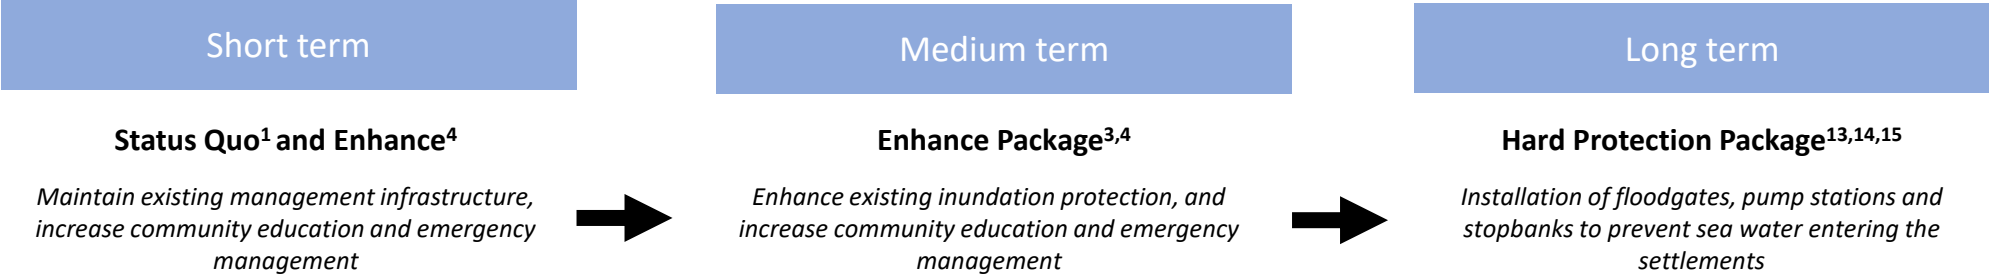 Short term
Status Quo¹ and Enhance⁴
Maintain existing management infrastructure,
increase community education and emergency
management
Medium term
Enhance Package³,⁴
Enhance existing inundation protection, and
increase community education and emergency
management
Long term
Hard Protection Package¹³,¹⁴,¹⁵
Installation of floodgates, pump stations and
stopbanks to prevent sea water entering the
settlements